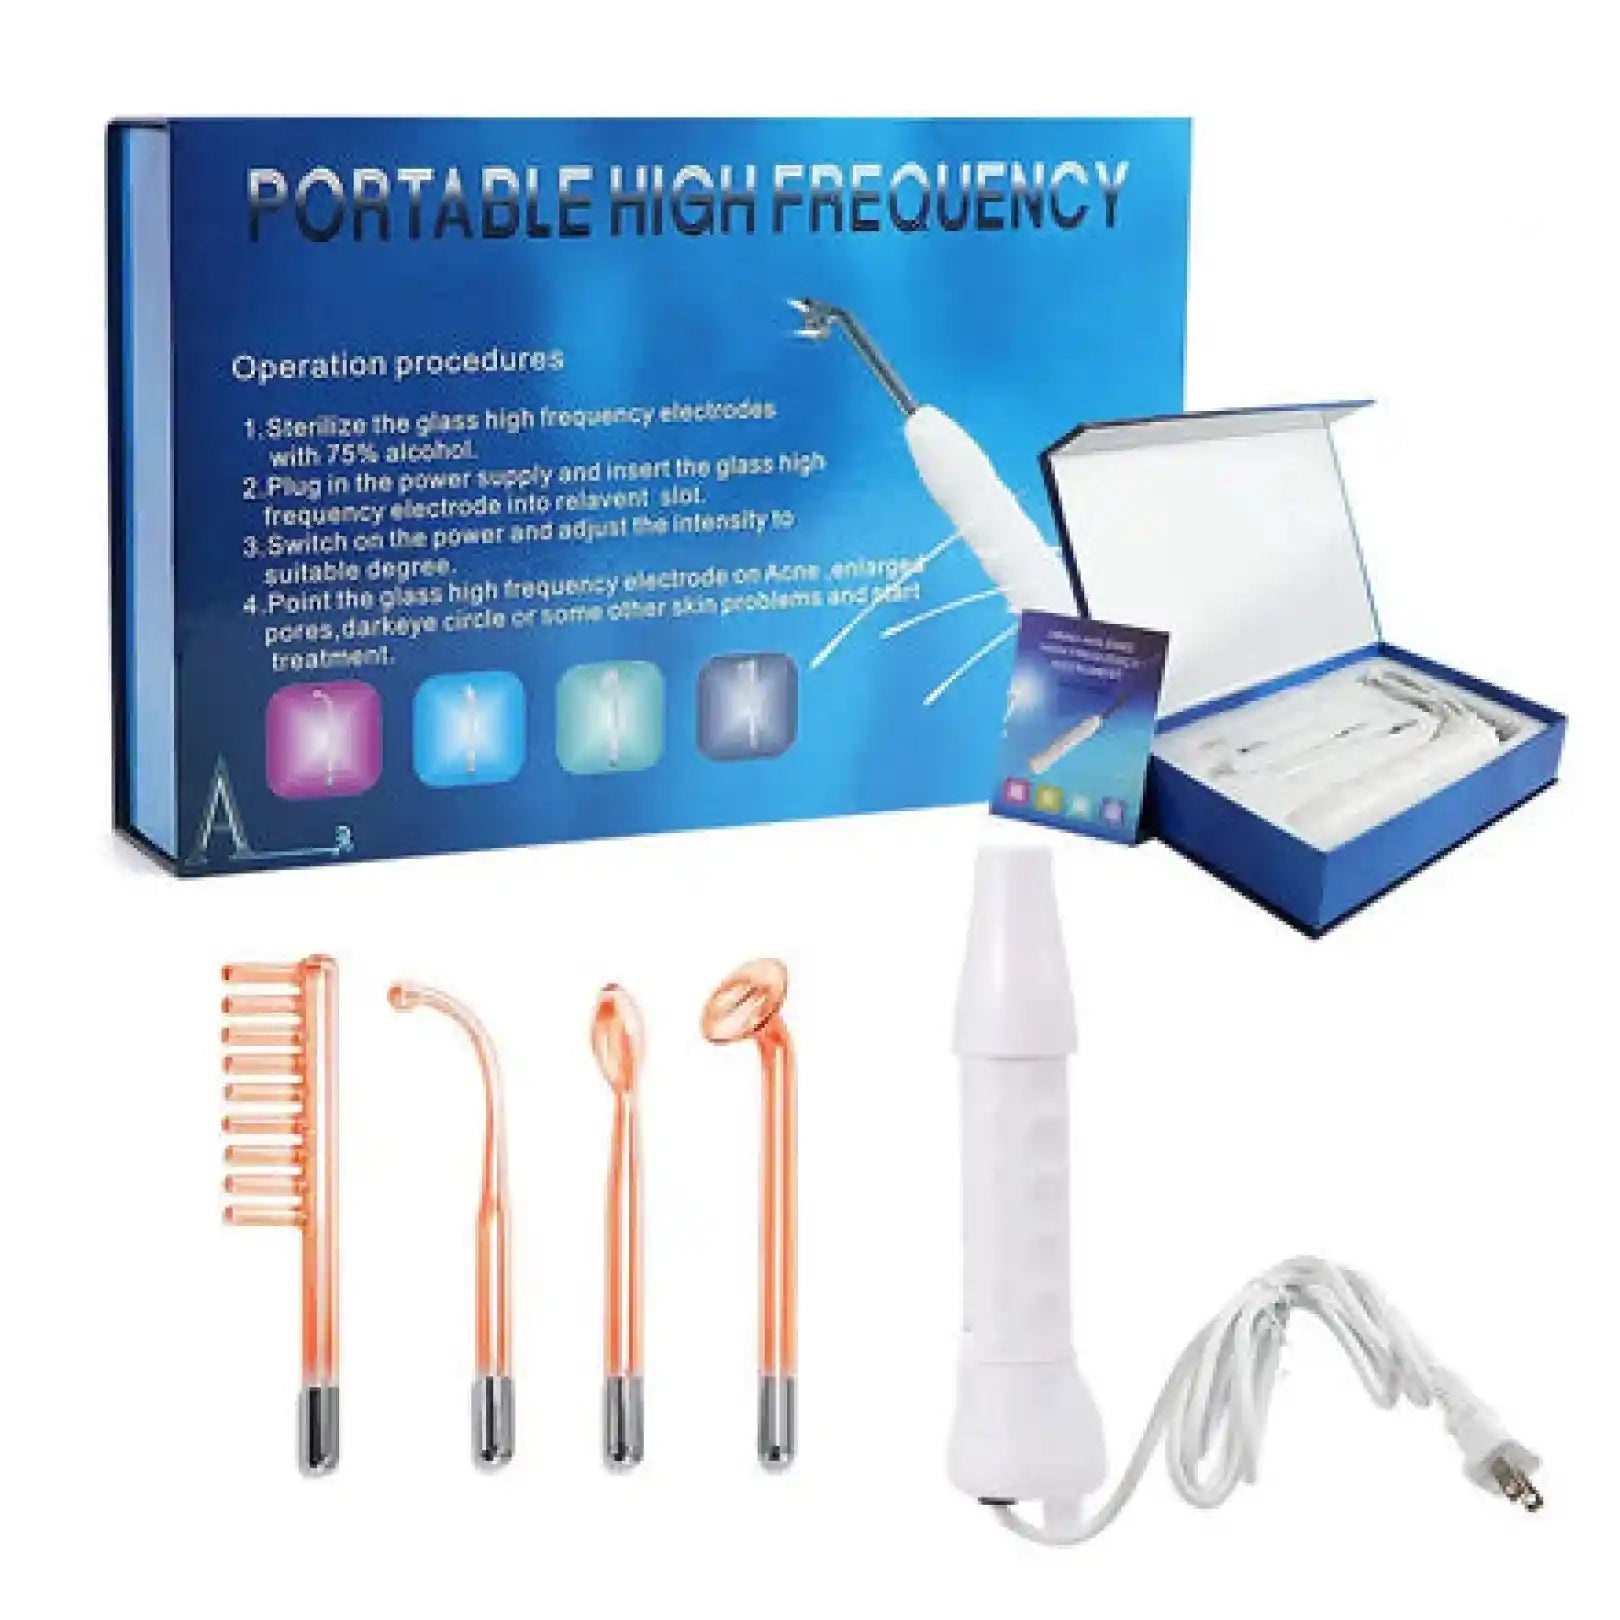 PORTABLE HIGH FREQUENCY
Operation procedures
1.Sterilize the glass high frequency electrodes
with 75% alcohol.
2.Plug in the power supply and insert the glass high
frequency electrode into relavent slot.
3.Switch on the power and adjust the intensity to
suitable degree.
4.Point the glass high frequency electrode on Acne ,enlarged
pores,darkeye circle or some other skin problems and start
treatment.
A
HIGH FREQUENCY
INSTRUMENT